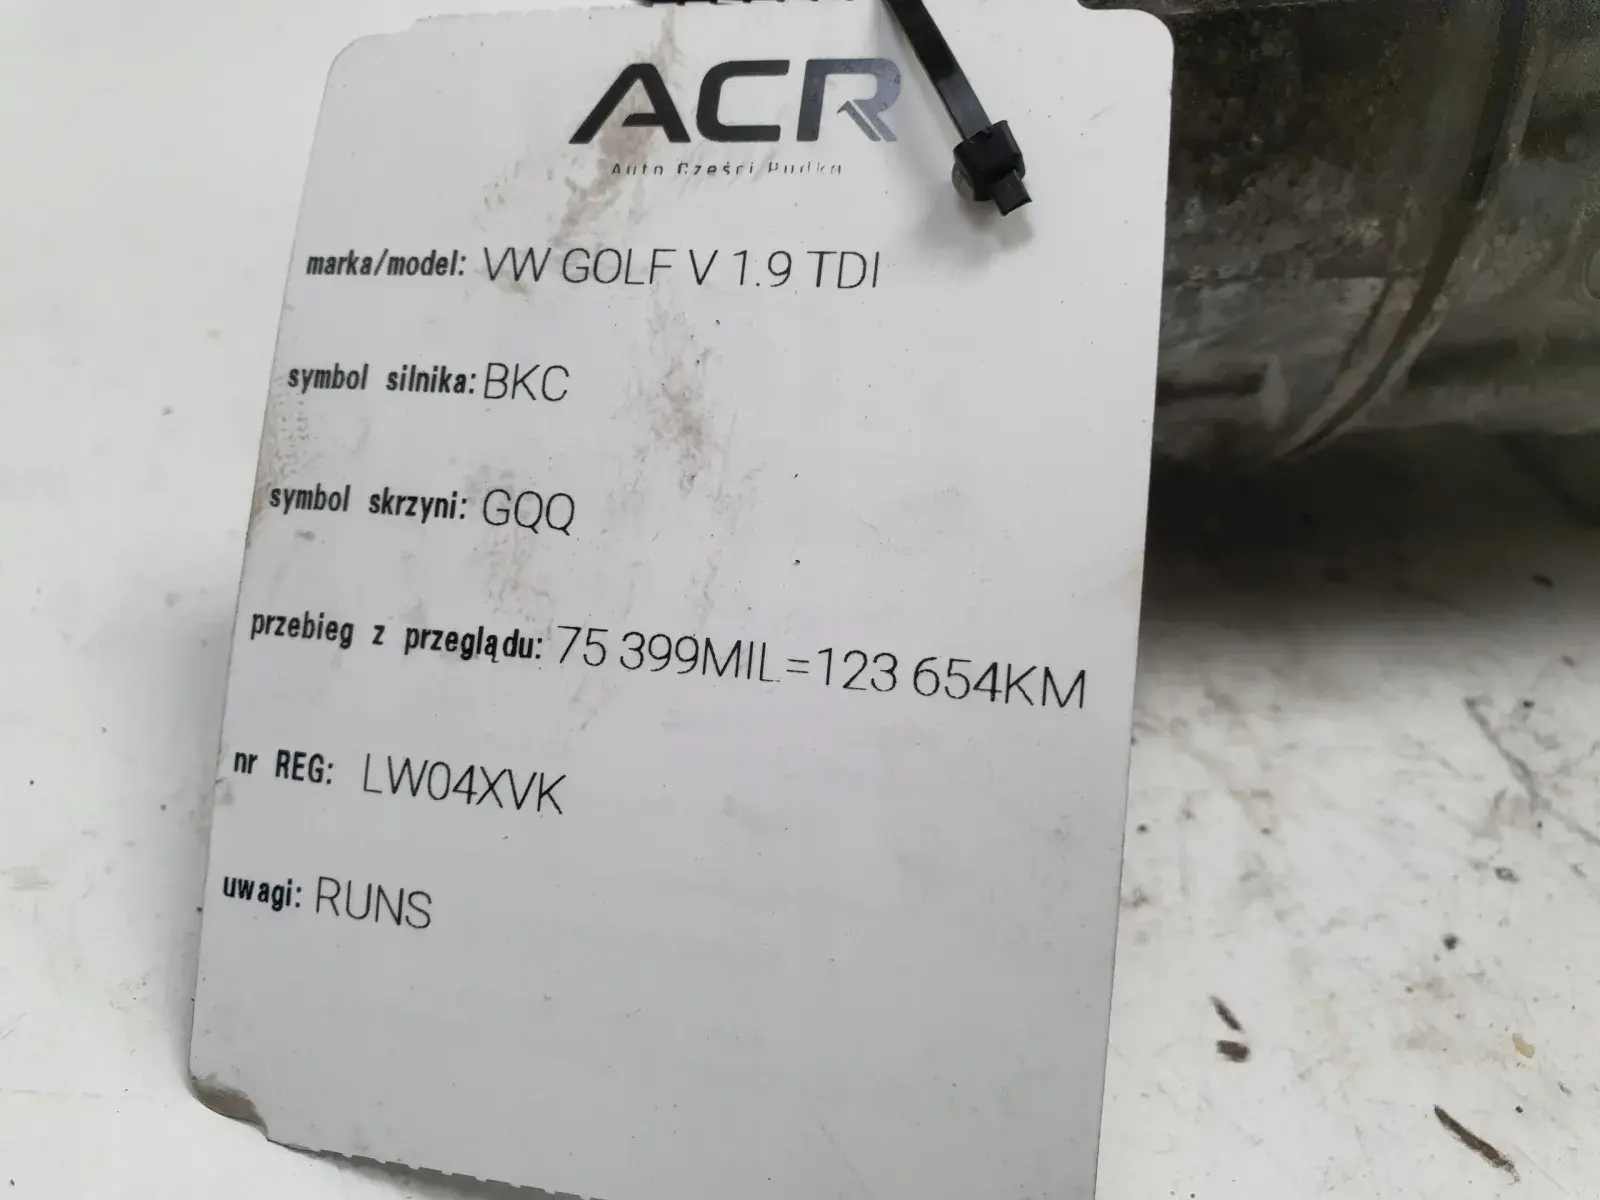 ACR
Auto Części Rudka
marka/model: VW GOLF V 1.9 TDI
symbol silnika: BKC
symbol skrzyni: GQQ
przebieg z przeglądu: 75 399MIL=123 654KM
nr REG: LW04XVK
uwagi: RUNS